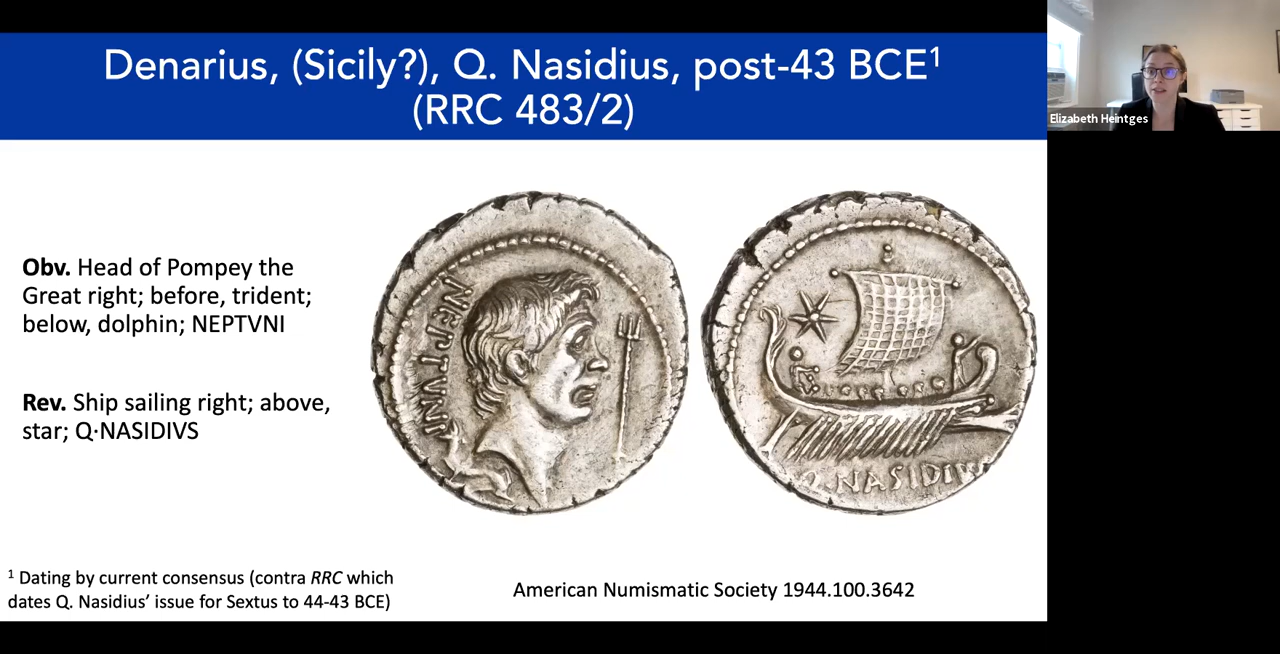 Denarius, (Sicily?), Q. Nasidius, post-43 BCE¹
(RRC 483/2)
Elizabeth Heintges
Obv. Head of Pompey the
Great right; before, trident;
below, dolphin; NEPTVNI
Rev. Ship sailing right; above,
star; Q·NASIDIVS
NEPTVNI
Q·NASIDIVS
¹ Dating by current consensus (contra RRC which
dates Q. Nasidius’ issue for Sextus to 44-43 BCE)
American Numismatic Society 1944.100.3642